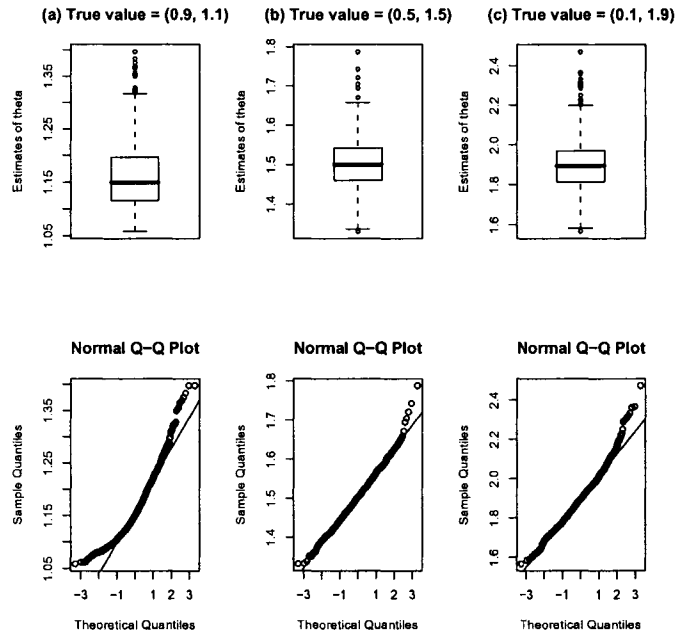 (a) True value = (0.9, 1.1)
Estimates of theta
1.05 1.15 1.25 1.35
(b) True value = (0.5, 1.5)
Estimates of theta
1.4 1.5 1.6 1.7 1.8
(c) True value = (0.1, 1.9)
Estimates of theta
1.6 1.8 2.0 2.2 2.4
Normal Q-Q Plot
Sample Quantiles
1.05 1.15 1.25 1.35
-3 -1 1 2 3
Theoretical Quantiles
Normal Q-Q Plot
Sample Quantiles
1.4 1.5 1.6 1.7 1.8
-3 -1 1 2 3
Theoretical Quantiles
Normal Q-Q Plot
Sample Quantiles
1.6 1.8 2.0 2.2 2.4
-3 -1 1 2 3
Theoretical Quantiles